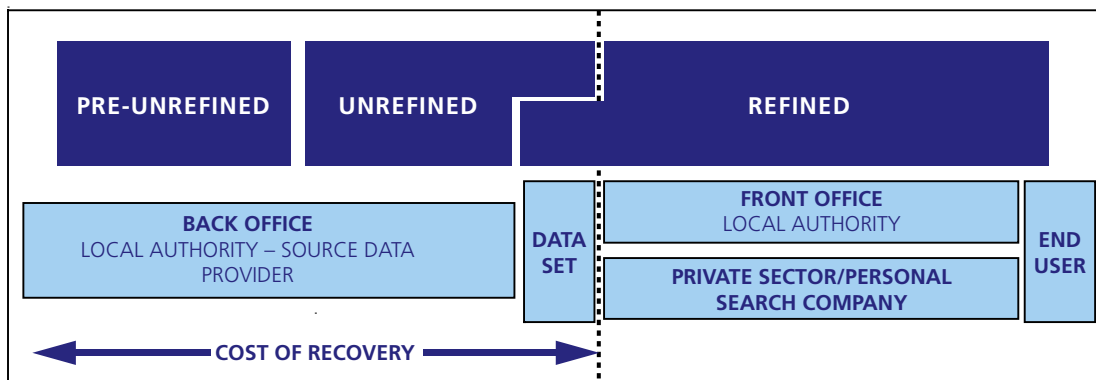 PRE-UNREFINED
UNREFINED
REFINED
BACK OFFICE
LOCAL AUTHORITY – SOURCE DATA
PROVIDER
DATA
SET
FRONT OFFICE
LOCAL AUTHORITY
PRIVATE SECTOR/PERSONAL
SEARCH COMPANY
END
USER
COST OF RECOVERY